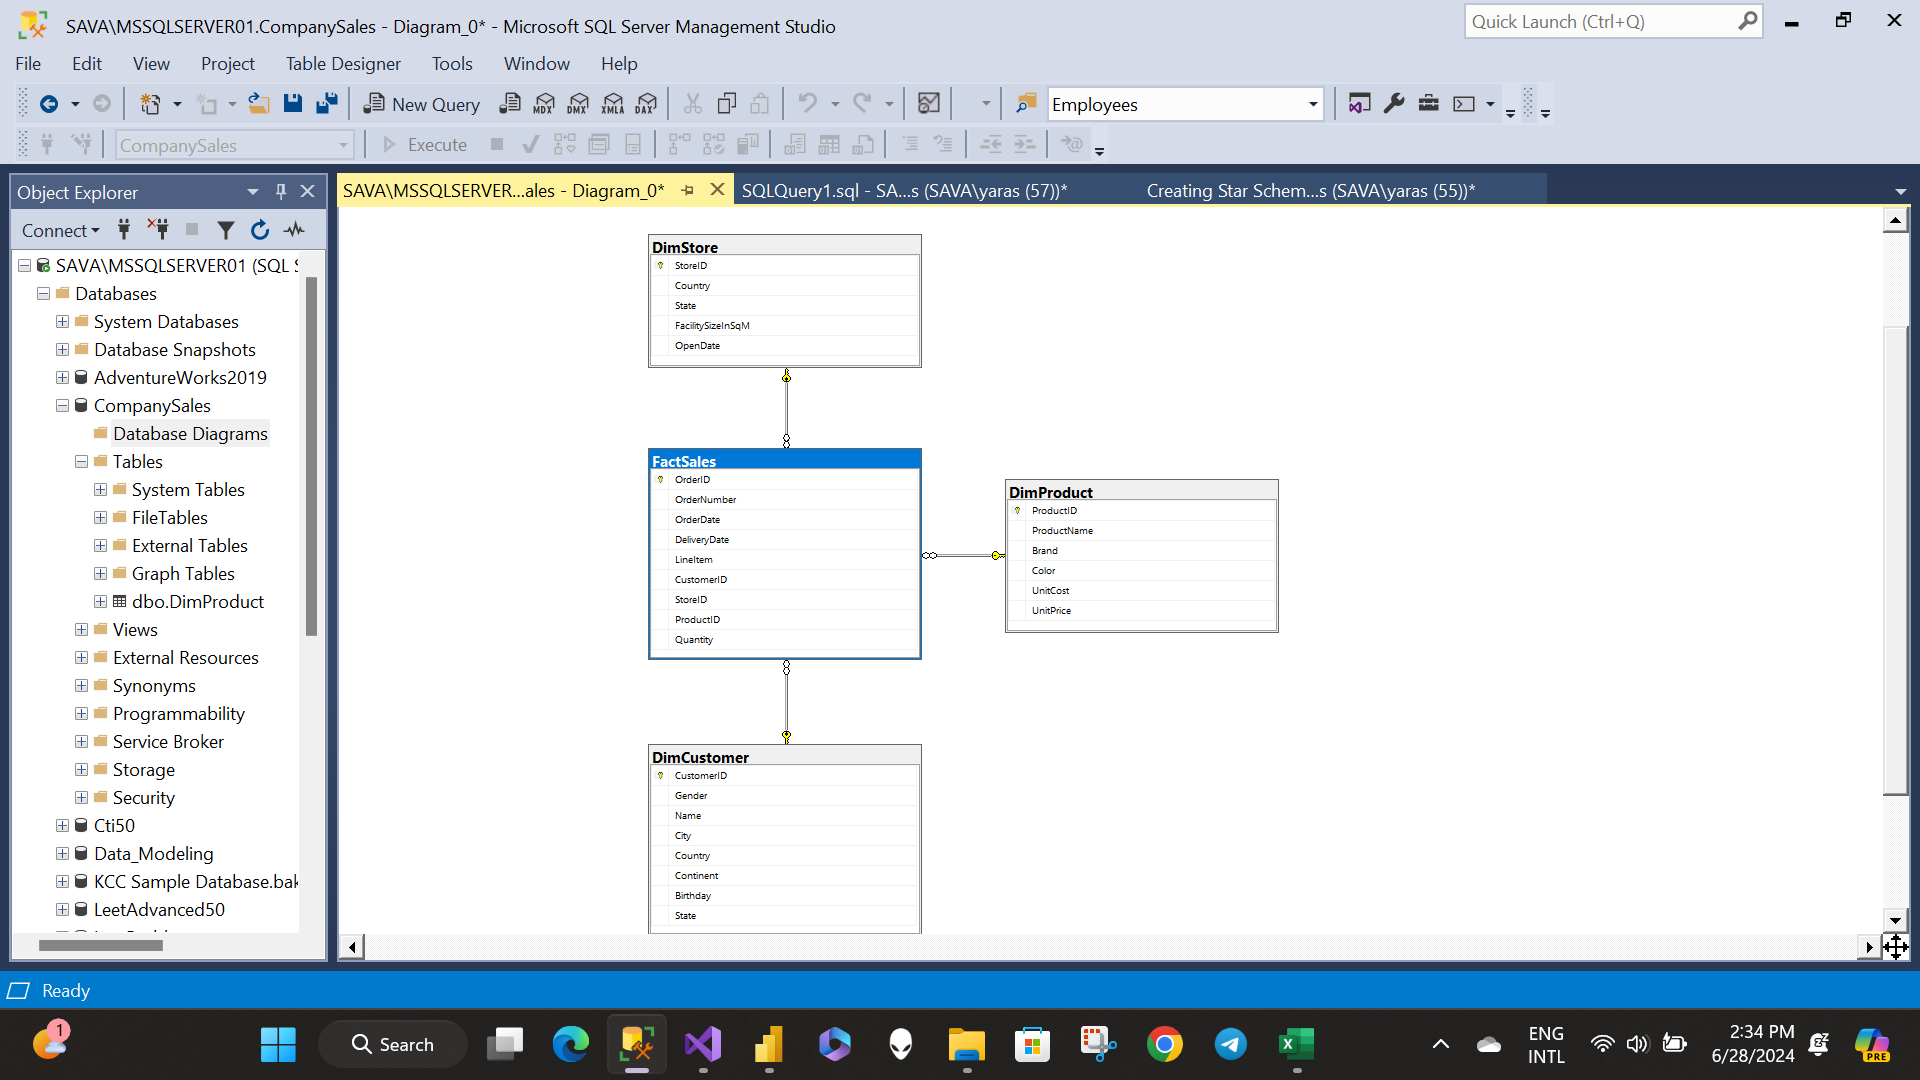 SAVA\MSSQLSERVER01.CompanySales - Diagram_0* - Microsoft SQL Server Management Studio
Quick Launch (Ctrl+Q)
File Edit View Project Table Designer Tools Window Help
New Query MDX DMX XMLA DAX Employees
CompanySales Execute
Object Explorer
SAVA\MSSQLSERVER...ales - Diagram_0*
SQLQuery1.sql - SA...s (SAVA\yaras (57))*
Creating Star Schem...s (SAVA\yaras (55))*
Connect
SAVA\MSSQLSERVER01 (SQL S
Databases
System Databases
Database Snapshots
AdventureWorks2019
CompanySales
Database Diagrams
Tables
System Tables
FileTables
External Tables
Graph Tables
dbo.DimProduct
Views
External Resources
Synonyms
Programmability
Service Broker
Storage
Security
Cti50
Data_Modeling
KCC Sample Database.bak
LeetAdvanced50
DimStore
StoreID
Country
State
FacilitySizeInSqM
OpenDate
FactSales
OrderID
OrderNumber
OrderDate
DeliveryDate
LineItem
CustomerID
StoreID
ProductID
Quantity
DimProduct
ProductID
ProductName
Brand
Color
UnitCost
UnitPrice
DimCustomer
CustomerID
Gender
Name
City
Country
Continent
Birthday
State
Ready
1
Search
X
ENG
INTL
2:34 PM
6/28/2024
PRE